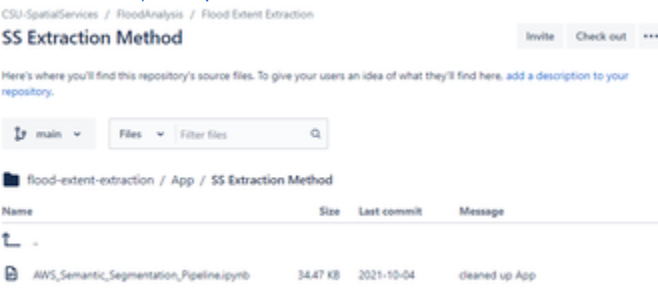 CSU-SpatialServices / FloodAnalysis / Flood Extent Extraction
SS Extraction Method
Invite Check out ...
Here's where you'll find this repository's source files. To give your users an idea of what they'll find here, add a description to your
repository.
main Files Filter files
flood-extent-extraction / App / SS Extraction Method
Name Size Last commit Message
..
AWS_Semantic_Segmentation_Pipeline.ipynb 34.47 KB 2021-10-04 cleaned up App